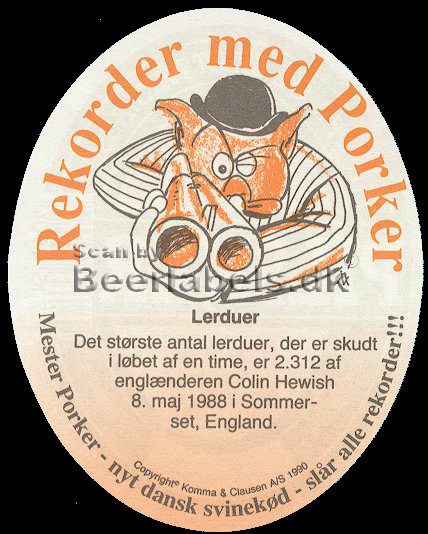 Rekorder med Porker
Scan by
Beerlabels.dk
Lerduer
Det største antal lerduer, der er skudt
i løbet af en time, er 2.312 af
englænderen Colin Hewish
8. maj 1988 i Sommer-
set, England.
Copyright© Komma & Clausen A/S 1990
Mester Porker - nyt dansk svinekød - slår alle rekorder!!!